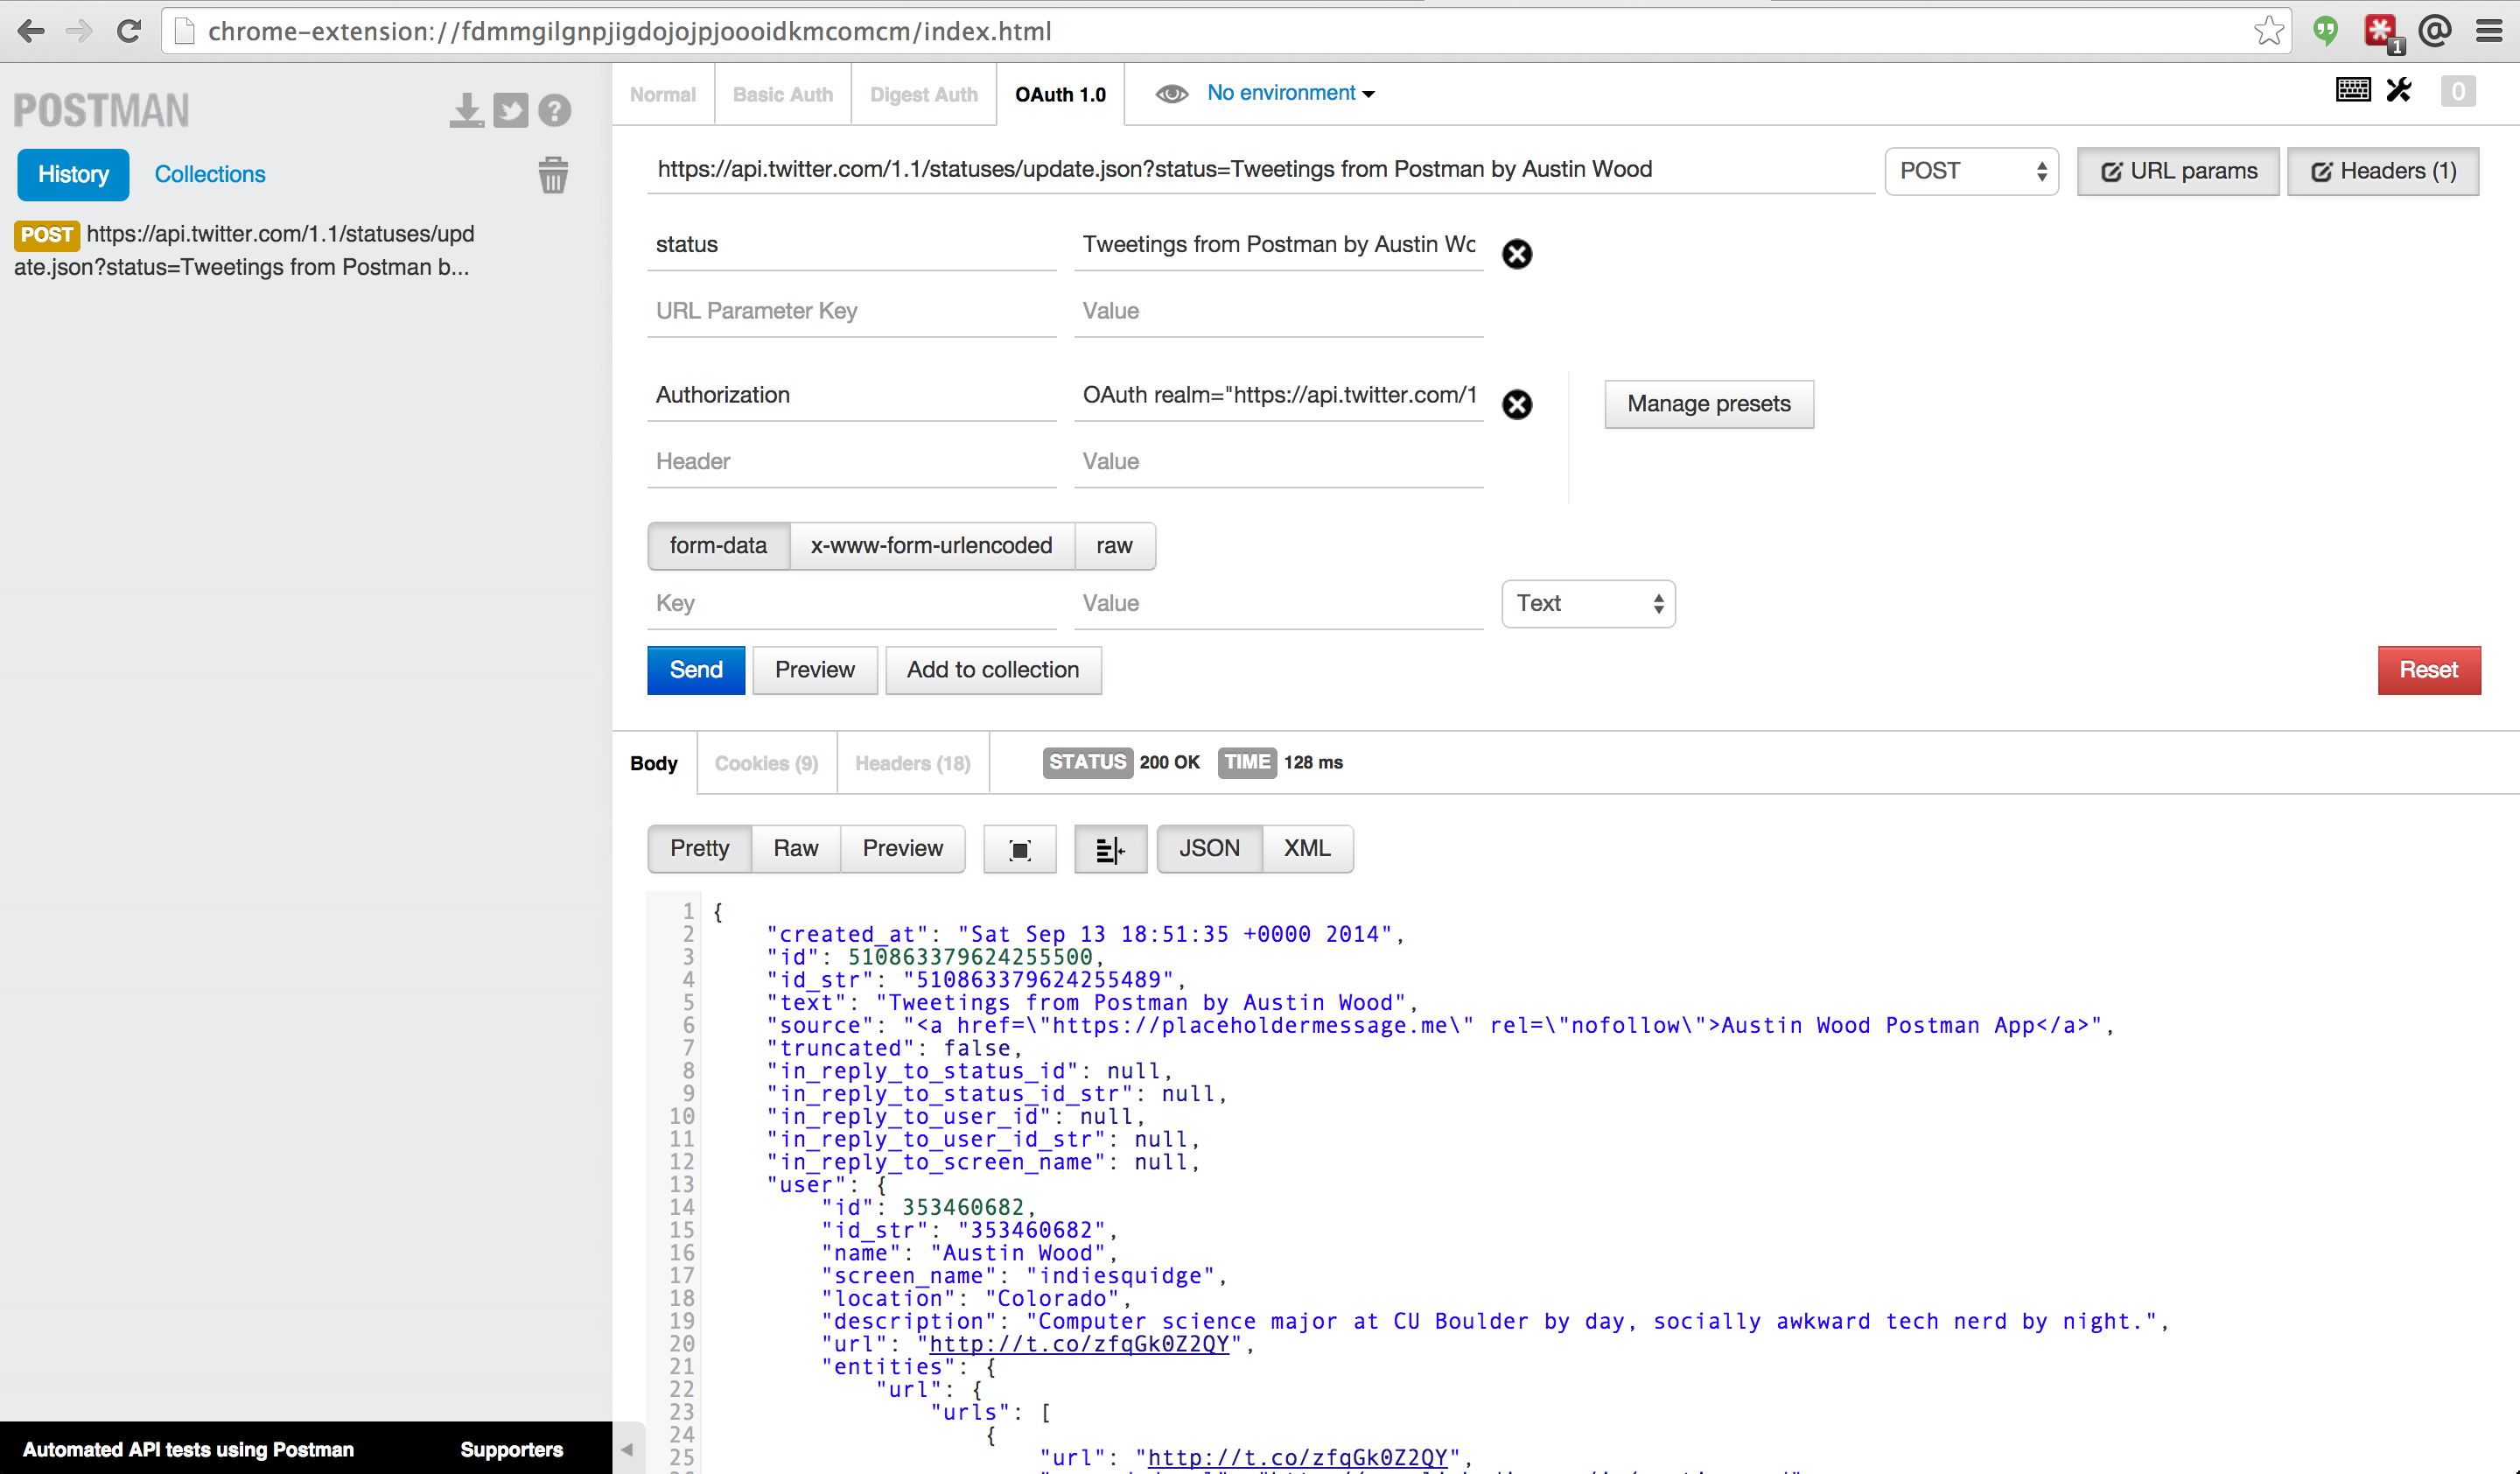 chrome-extension://fdmmgilgnpjigdojojpjoooidkmcomcm/index.html
1
POSTMAN
?
History
Collections
POST https://api.twitter.com/1.1/statuses/upd
ate.json?status=Tweetings from Postman b...
Normal
Basic Auth
Digest Auth
OAuth 1.0
No environment
0
https://api.twitter.com/1.1/statuses/update.json?status=Tweetings from Postman by Austin Wood
POST
URL params
Headers (1)
status
Tweetings from Postman by Austin Wo
URL Parameter Key
Value
Authorization
OAuth realm="https://api.twitter.com/1
Manage presets
Header
Value
form-data
x-www-form-urlencoded
raw
Key
Value
Text
Send
Preview
Add to collection
Reset
Body
Cookies (9)
Headers (18)
STATUS 200 OK
TIME 128 ms
Pretty
Raw
Preview
JSON
XML
1 {
2 "created_at": "Sat Sep 13 18:51:35 +0000 2014",
3 "id": 510863379624255500,
4 "id_str": "510863379624255489",
5 "text": "Tweetings from Postman by Austin Wood",
6 "source": "<a href=\"https://placeholdermessage.me\" rel=\"nofollow\">Austin Wood Postman App</a>",
7 "truncated": false,
8 "in_reply_to_status_id": null,
9 "in_reply_to_status_id_str": null,
10 "in_reply_to_user_id": null,
11 "in_reply_to_user_id_str": null,
12 "in_reply_to_screen_name": null,
13 "user": {
14 "id": 353460682,
15 "id_str": "353460682",
16 "name": "Austin Wood",
17 "screen_name": "indiesquidge",
18 "location": "Colorado",
19 "description": "Computer science major at CU Boulder by day, socially awkward tech nerd by night.",
20 "url": "http://t.co/zfqGk0Z2QY",
21 "entities": {
22 "url": {
23 "urls": [
24 {
25 "url": "http://t.co/zfqGk0Z2QY",
Automated API tests using Postman
Supporters